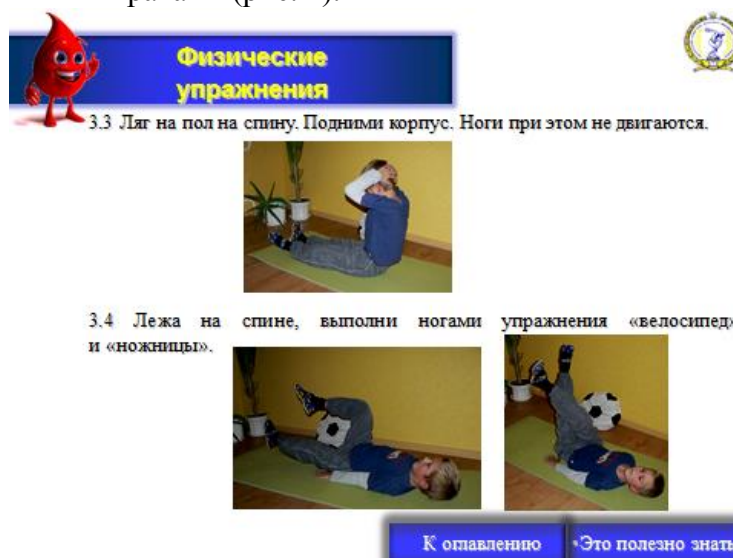 Физические
упражнения
3.3 Ляг на пол на спину. Подними корпус. Ноги при этом не двигаются.
3.4 Лежа на спине, выполни ногами упражнения «велосипед»
и «ножницы».
К оглавлению
•Это полезно знать